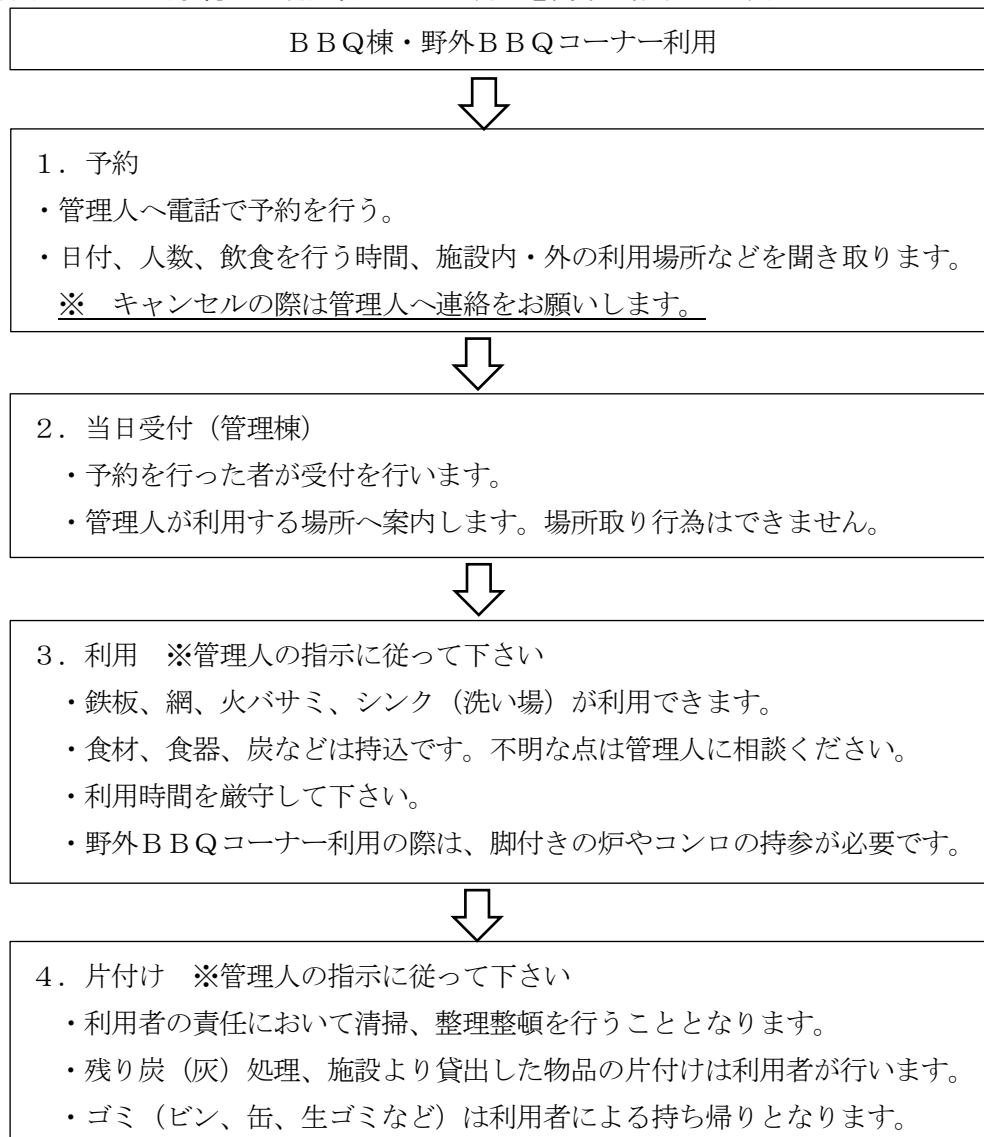 ＢＢＱ棟・野外ＢＢＱコーナー利用
１．予約
・管理人へ電話で予約を行う。
・日付、人数、飲食を行う時間、施設内・外の利用場所などを聞き取ります。
※　キャンセルの際は管理人へ連絡をお願いします。
２．当日受付（管理棟）
・予約を行った者が受付を行います。
・管理人が利用する場所へ案内します。場所取り行為はできません。
３．利用　※管理人の指示に従って下さい
・鉄板、網、火バサミ、シンク（洗い場）が利用できます。
・食材、食器、炭などは持込です。不明な点は管理人に相談ください。
・利用時間を厳守して下さい。
・野外ＢＢＱコーナー利用の際は、脚付きの炉やコンロの持参が必要です。
４．片付け　※管理人の指示に従って下さい
・利用者の責任において清掃、整理整頓を行うこととなります。
・残り炭（灰）処理、施設より貸出した物品の片付けは利用者が行います。
・ゴミ（ビン、缶、生ゴミなど）は利用者による持ち帰りとなります。